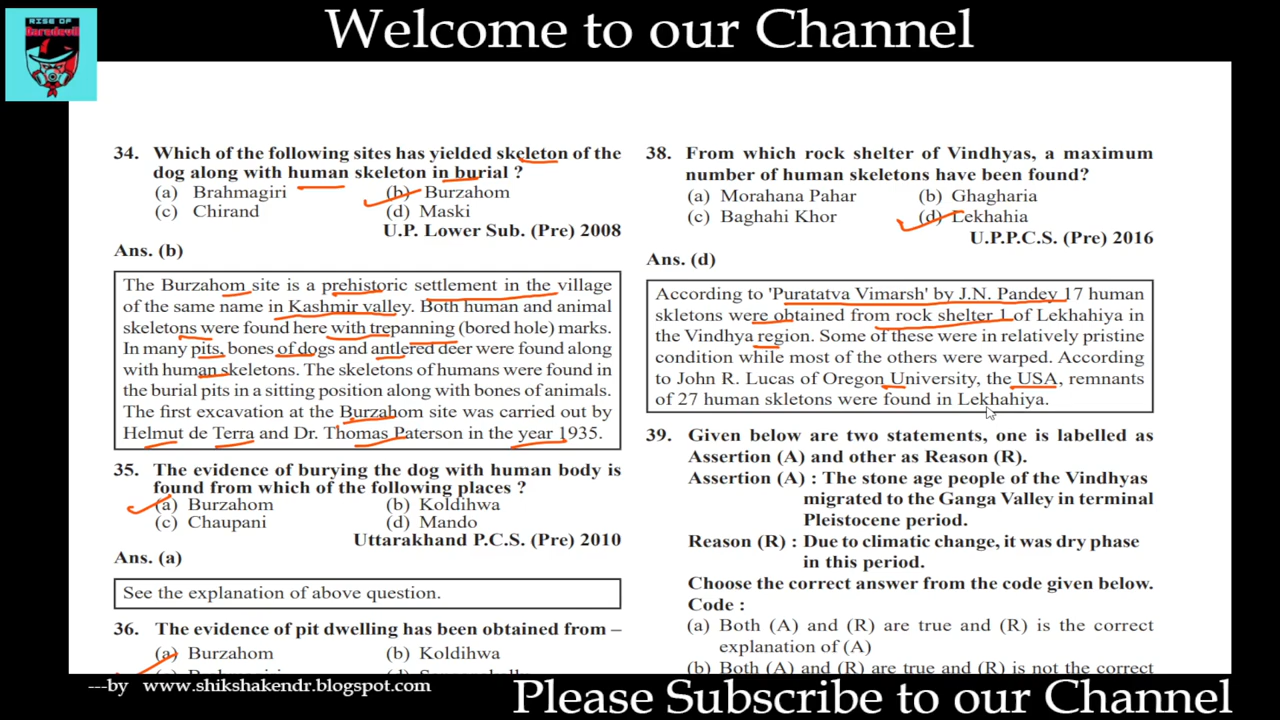 RISE OF
Daredevil
Welcome to our Channel
34. Which of the following sites has yielded skeleton of the
dog along with human skeleton in burial ?
(a) Brahmagiri (b) Burzahom
(c) Chirand (d) Maski
U.P. Lower Sub. (Pre) 2008
Ans. (b)
The Burzahom site is a prehistoric settlement in the village
of the same name in Kashmir valley. Both human and animal
skeletons were found here with trepanning (bored hole) marks.
In many pits, bones of dogs and antlered deer were found along
with human skeletons. The skeletons of humans were found in
the burial pits in a sitting position along with bones of animals.
The first excavation at the Burzahom site was carried out by
Helmut de Terra and Dr. Thomas Paterson in the year 1935.
35. The evidence of burying the dog with human body is
found from which of the following places ?
(a) Burzahom (b) Koldihwa
(c) Chaupani (d) Mando
Uttarakhand P.C.S. (Pre) 2010
Ans. (a)
See the explanation of above question.
36. The evidence of pit dwelling has been obtained from –
(a) Burzahom (b) Koldihwa
38. From which rock shelter of Vindhyas, a maximum
number of human skeletons have been found?
(a) Morahana Pahar (b) Ghagharia
(c) Baghahi Khor (d) Lekhahia
U.P.P.C.S. (Pre) 2016
Ans. (d)
According to 'Puratatva Vimarsh' by J.N. Pandey 17 human
skletons were obtained from rock shelter 1 of Lekhahiya in
the Vindhya region. Some of these were in relatively pristine
condition while most of the others were warped. According
to John R. Lucas of Oregon University, the USA, remnants
of 27 human skletons were found in Lekhahiya.
39. Given below are two statements, one is labelled as
Assertion (A) and other as Reason (R).
Assertion (A) : The stone age people of the Vindhyas
migrated to the Ganga Valley in terminal
Pleistocene period.
Reason (R) : Due to climatic change, it was dry phase
in this period.
Choose the correct answer from the code given below.
Code :
(a) Both (A) and (R) are true and (R) is the correct
explanation of (A)
(b) Both (A) and (R) are true and (R) is not the correct
---by www.shikshakendr.blogspot.com
Please Subscribe to our Channel